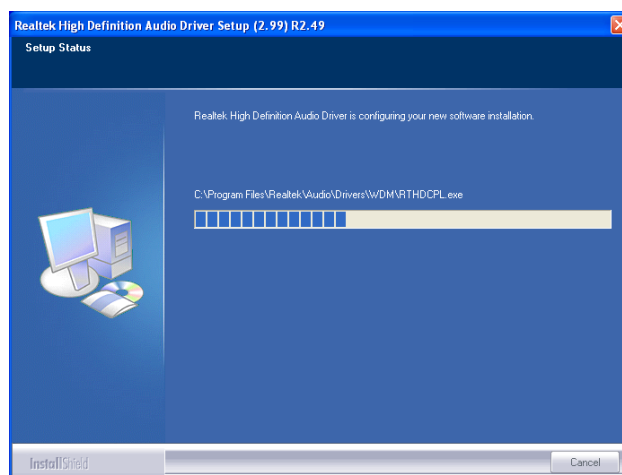 Realtek High Definition Audio Driver Setup (2.99) R2.49
Setup Status
Realtek High Definition Audio Driver is configuring your new software installation.
C:\Program Files\Realtek\Audio\Drivers\WDM\RTHDCPL.exe
InstallShield
Cancel